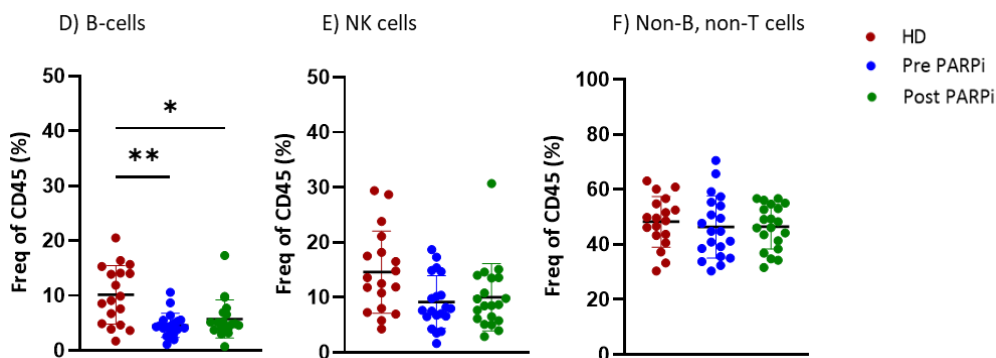 D) B-cells
E) NK cells
F) Non-B, non-T cells
HD
Pre PARPi
Post PARPi
Freq of CD45 (%)
50
40
30
20
10
0
*
**
Freq of CD45 (%)
50
40
30
20
10
0
Freq of CD45 (%)
100
80
60
40
20
0